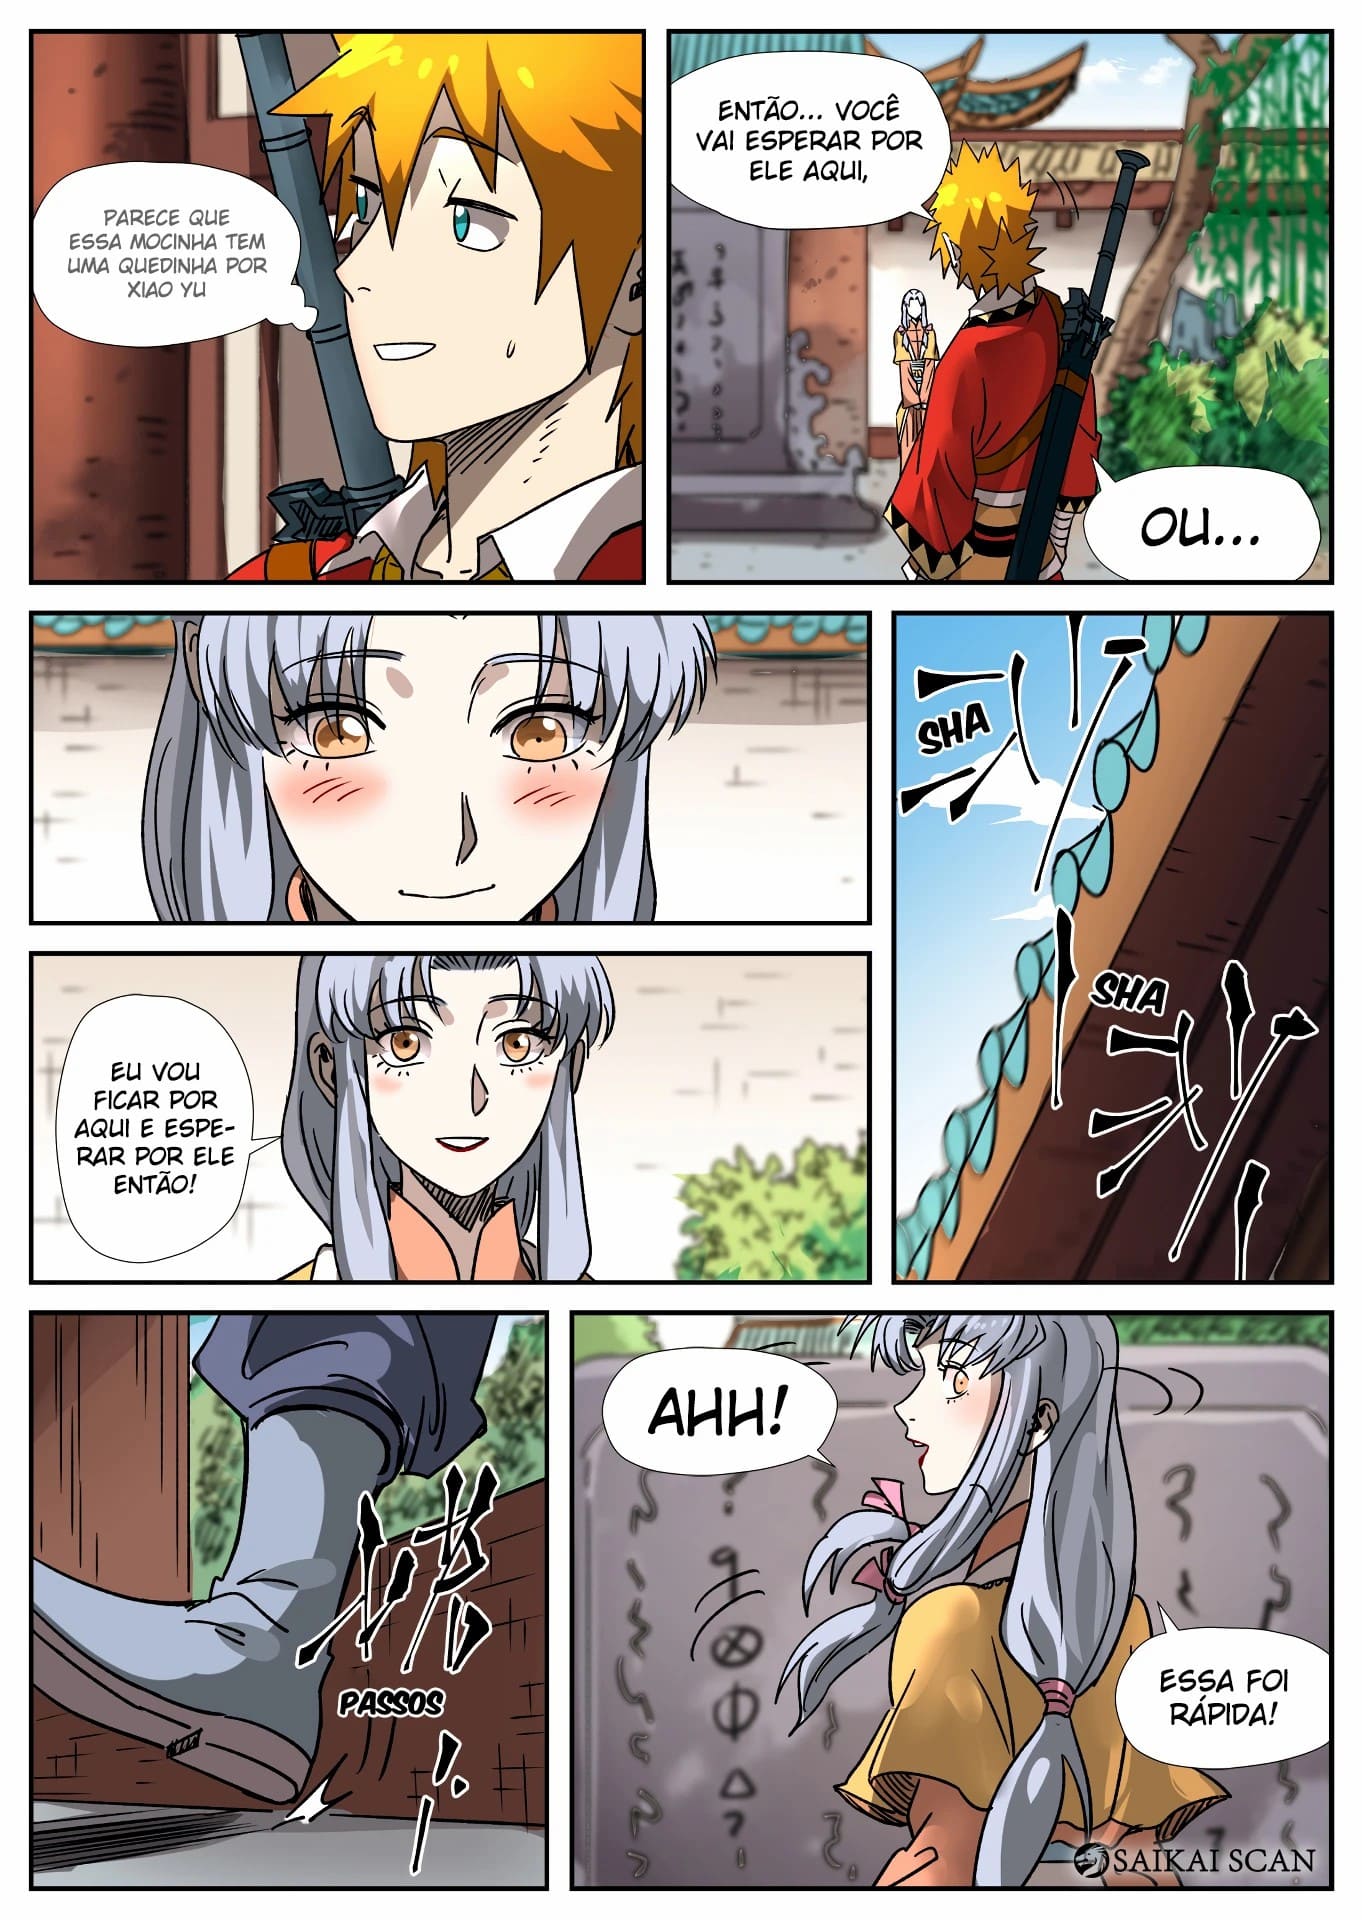 PARECE QUE
ESSA MOCINHA TEM
UMA QUEDINHA POR
XIAO YU
ENTÃO... VOCÊ
VAI ESPERAR POR
ELE AQUI,
OU...
SHA
SHA
EU VOU
FICAR POR
AQUI E ESPE-
RAR POR ELE
ENTÃO!
PASSOS
AHH!
ESSA FOI
RÁPIDA!
SAIKAI SCAN